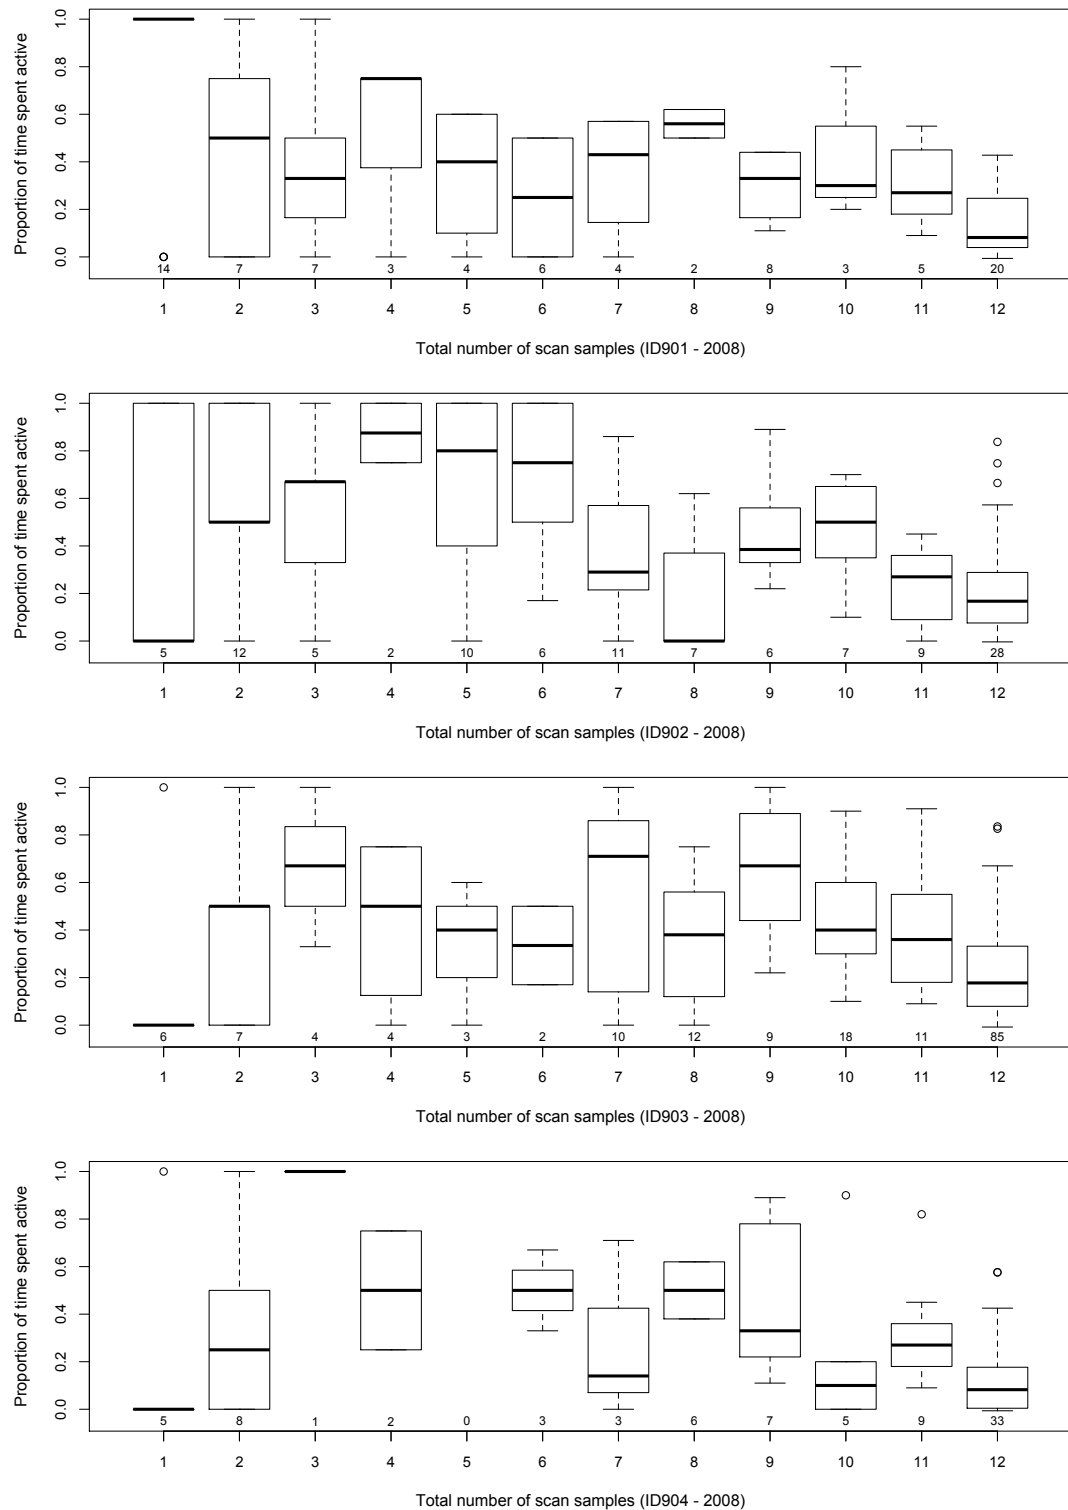 Proportion of time spent active
1.0
0.8
0.6
0.4
0.2
0.0
14 7 7 3 4 6 4 2 8 3 5 20
1 2 3 4 5 6 7 8 9 10 11 12
Total number of scan samples (ID901 - 2008)
Proportion of time spent active
1.0
0.8
0.6
0.4
0.2
0.0
5 12 5 2 10 6 11 7 6 7 9 28
1 2 3 4 5 6 7 8 9 10 11 12
Total number of scan samples (ID902 - 2008)
Proportion of time spent active
1.0
0.8
0.6
0.4
0.2
0.0
6 7 4 4 3 2 10 12 9 18 11 85
1 2 3 4 5 6 7 8 9 10 11 12
Total number of scan samples (ID903 - 2008)
Proportion of time spent active
1.0
0.8
0.6
0.4
0.2
0.0
5 8 1 2 0 3 3 6 7 5 9 33
1 2 3 4 5 6 7 8 9 10 11 12
Total number of scan samples (ID904 - 2008)